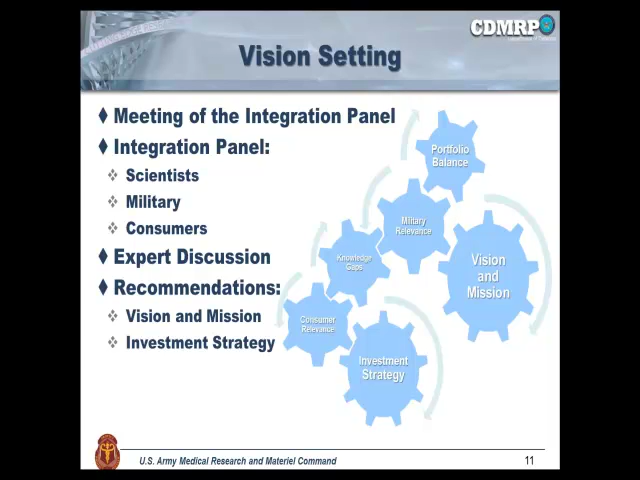 CDMRP
Vision Setting
♦ Meeting of the Integration Panel
♦ Integration Panel:
❖ Scientists
❖ Military
❖ Consumers
♦ Expert Discussion
♦ Recommendations:
❖ Vision and Mission
❖ Investment Strategy
Portfolio
Balance
Military
Relevance
Knowledge
Gaps
Vision
and
Mission
Consumer
Relevance
Investment
Strategy
U.S. Army Medical Research and Materiel Command
11